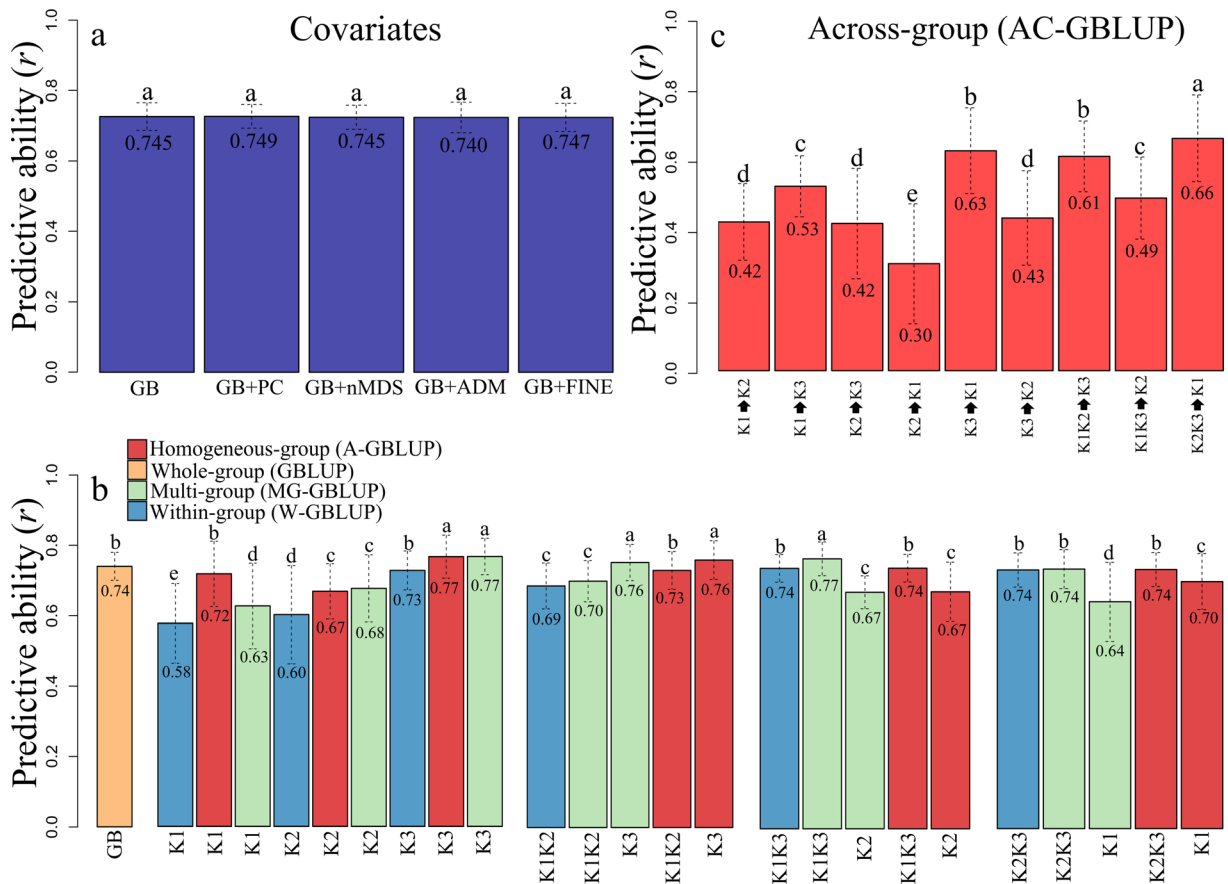 a
Covariates
Predictive ability (r)
0.0 0.2 0.4 0.6 0.8 1.0
a a a a a
0.745 0.749 0.745 0.740 0.747
GB GB+PC GB+nMDS GB+ADM GB+FINE
c
Across-group (AC-GBLUP)
Predictive ability (r)
0.0 0.2 0.4 0.6 0.8 1.0
d c d e b d b c a
0.42 0.53 0.42 0.30 0.63 0.43 0.61 0.49 0.66
K1➡K2
K1➡K3
K2➡K3
K2➡K1
K3➡K1
K3➡K2
K1K2➡K3
K1K3➡K2
K2K3➡K1
b
Homogeneous-group (A-GBLUP)
Whole-group (GBLUP)
Multi-group (MG-GBLUP)
Within-group (W-GBLUP)
Predictive ability (r)
0.0 0.2 0.4 0.6 0.8 1.0
b e b d d c c b a a c c a b a b a c b c b b d b c
0.74 0.58 0.72 0.63 0.60 0.67 0.68 0.73 0.77 0.77 0.69 0.70 0.76 0.73 0.76 0.74 0.77 0.67 0.74 0.67 0.74 0.74 0.64 0.74 0.70
GB K1 K1 K1 K2 K2 K2 K3 K3 K3 K1K2 K1K2 K3 K1K2 K3 K1K3 K1K3 K2 K1K3 K2 K2K3 K2K3 K1 K2K3 K1